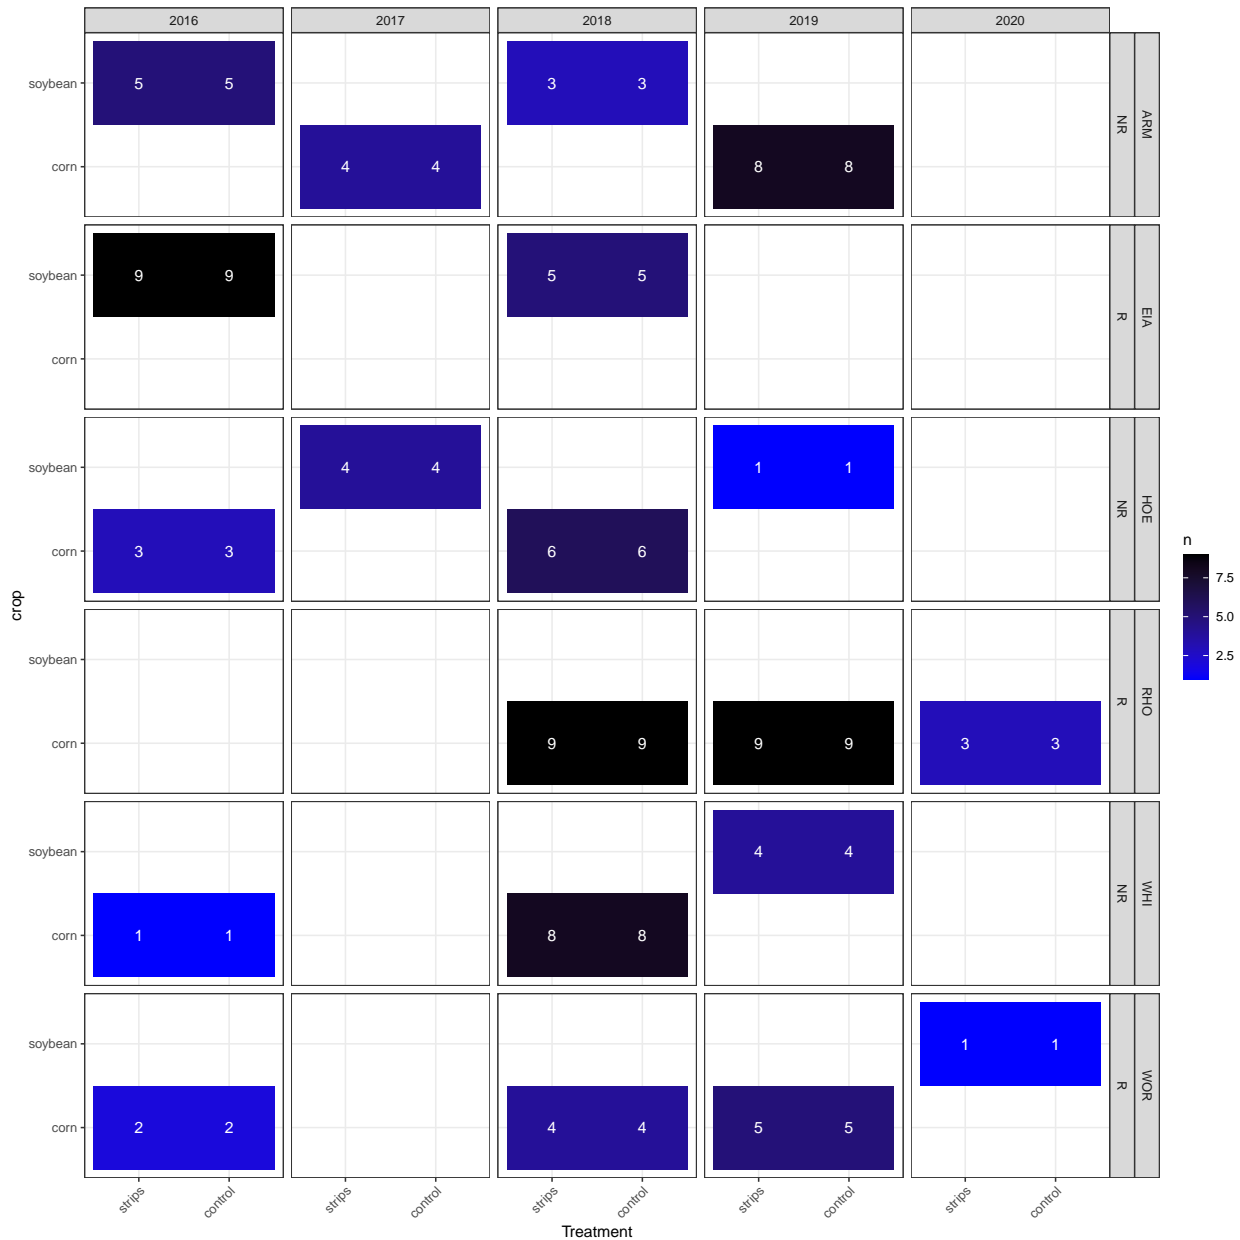 2016 2017 2018 2019 2020
soybean 5 5 3 3
corn 4 4 8 8
NR ARM
soybean 9 9 5 5
corn
R EIA
soybean 4 4 1 1
corn 3 3 6 6
NR HOE
soybean
corn 9 9 9 9 3 3
R RHO
soybean 4 4
corn 1 1 8 8
NR WHI
soybean 1 1
corn 2 2 4 4 5 5
R WOR
strips control strips control strips control strips control strips control
Treatment
crop
n
7.5
5.0
2.5